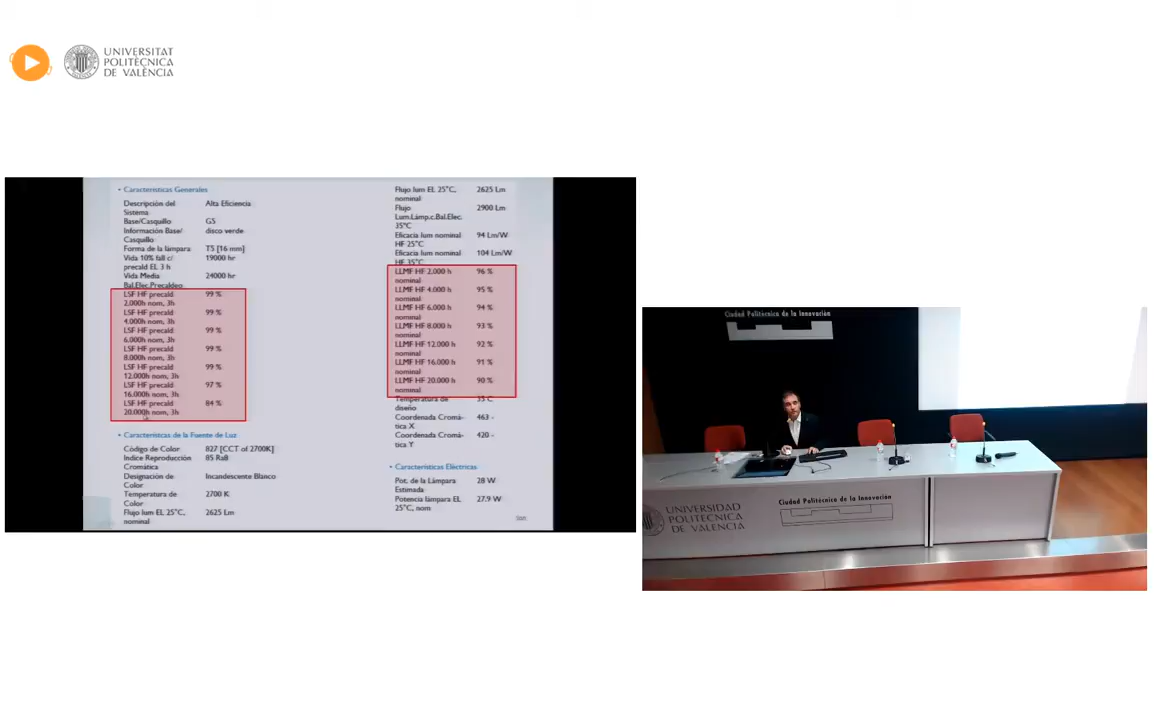 UNIVERSITAT
POLITÈCNICA
DE VALÈNCIA
• Características Generales
Descripción del Alta Eficiencia
Sistema
Base/Casquillo G5
Información Base/ disco verde
Casquillo
Forma de la lámpara T5 [16 mm]
Vida 10% fall c/ 19000 hr
precald EL 3 h
Vida Media 24000 hr
Bal.Elec.Precaldeo
LSF HF precald 99 %
2.000h nom, 3h
LSF HF precald 99 %
4.000h nom, 3h
LSF HF precald 99 %
6.000h nom, 3h
LSF HF precald 99 %
8.000h nom, 3h
LSF HF precald 99 %
12.000h nom, 3h
LSF HF precald 97 %
16.000h nom, 3h
LSF HF precald 84 %
20.000h nom, 3h
• Características de la Fuente de Luz
Código de Color 827 [CCT of 2700K]
Indice Reproducción 85 Ra8
Cromática
Designación de Incandescente Blanco
Color
Temperatura de 2700 K
Color
Flujo lum EL 25°C, 2625 Lm
nominal
Flujo lum EL 25°C, 2625 Lm
nominal
Flujo 2900 Lm
Lum.Lámp.c.Bal.Elec.
35°C
Eficacia lum nominal 94 Lm/W
HF 25°C
Eficacia lum nominal 104 Lm/W
HF 35°C
LLMF HF 2.000 h 96 %
nominal
LLMF HF 4.000 h 95 %
nominal
LLMF HF 6.000 h 94 %
nominal
LLMF HF 8.000 h 93 %
nominal
LLMF HF 12.000 h 92 %
nominal
LLMF HF 16.000 h 91 %
nominal
LLMF HF 20.000 h 90 %
nominal
Temperatura de 35 C
diseño
Coordenada Cromá- 463 -
tica X
Coordenada Cromá- 420 -
tica Y
• Características Eléctricas
Pot. de la Lámpara 28 W
Estimada
Potencia lámpara EL 27.9 W
25°C, nom
Ciudad Politécnica de la Innovación
Ciudad Politécnica de la Innovación
UNIVERSIDAD
POLITECNICA
DE VALENCIA